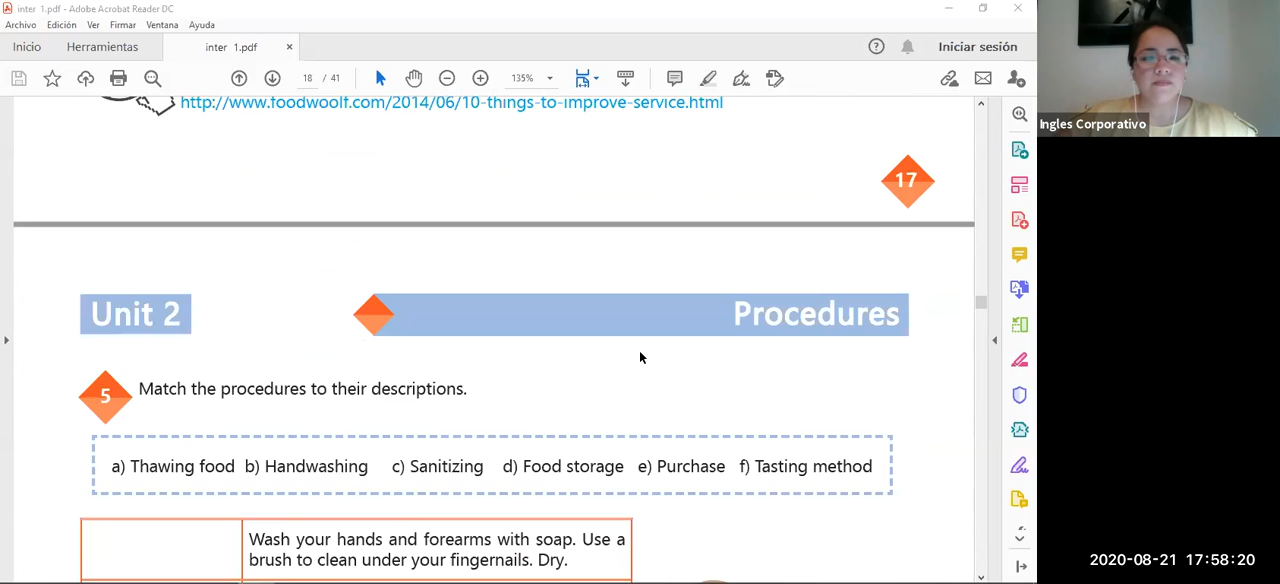 inter 1.pdf - Adobe Acrobat Reader DC
Archivo Edición Ver Firmar Ventana Ayuda
Inicio Herramientas inter 1.pdf × Iniciar sesión
18 / 41 135%
http://www.foodwoolf.com/2014/06/10-things-to-improve-service.html
Ingles Corporativo
17
Unit 2 Procedures
5 Match the procedures to their descriptions.
a) Thawing food b) Handwashing c) Sanitizing d) Food storage e) Purchase f) Tasting method
Wash your hands and forearms with soap. Use a
brush to clean under your fingernails. Dry.
2020-08-21 17:58:20